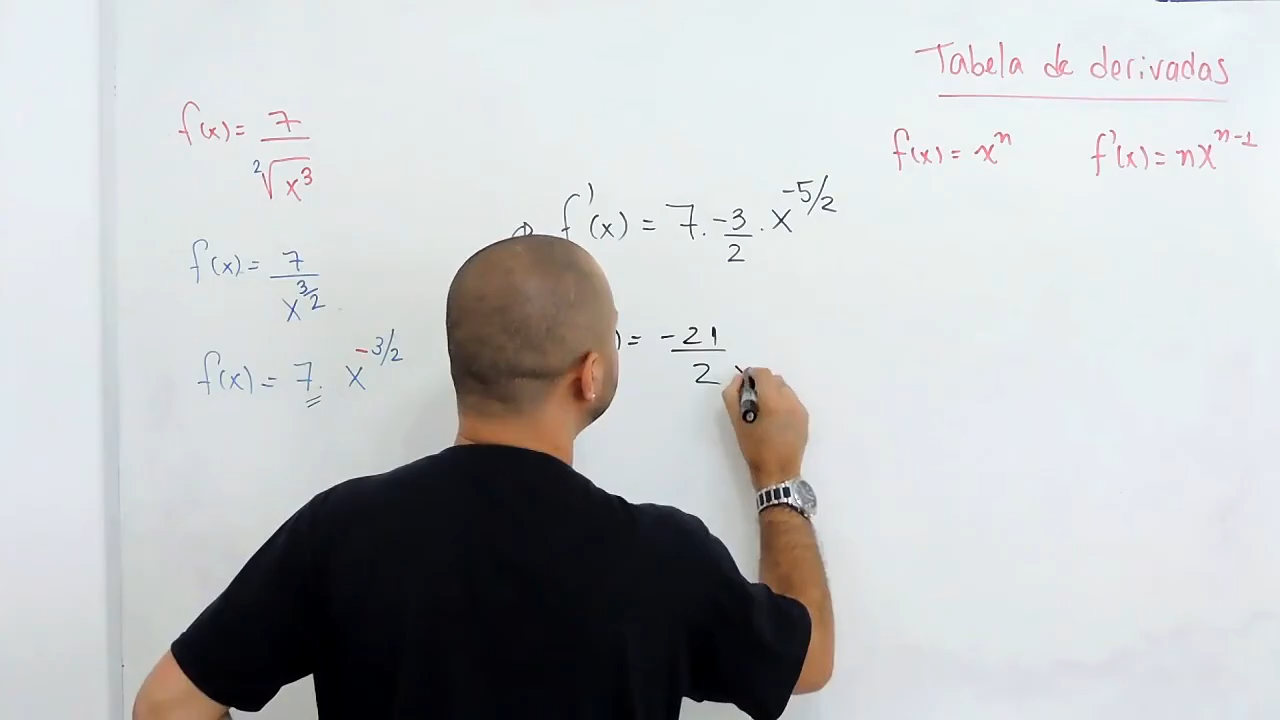 Tabela de derivadas
f(x) = xⁿ f'(x) = nxⁿ⁻¹
f(x) = 7/²√x³
f(x) = 7/x^3/2
f(x) = 7 . x^-3/2
f'(x) = 7 . -3/2 . x^-5/2
) = -21/2